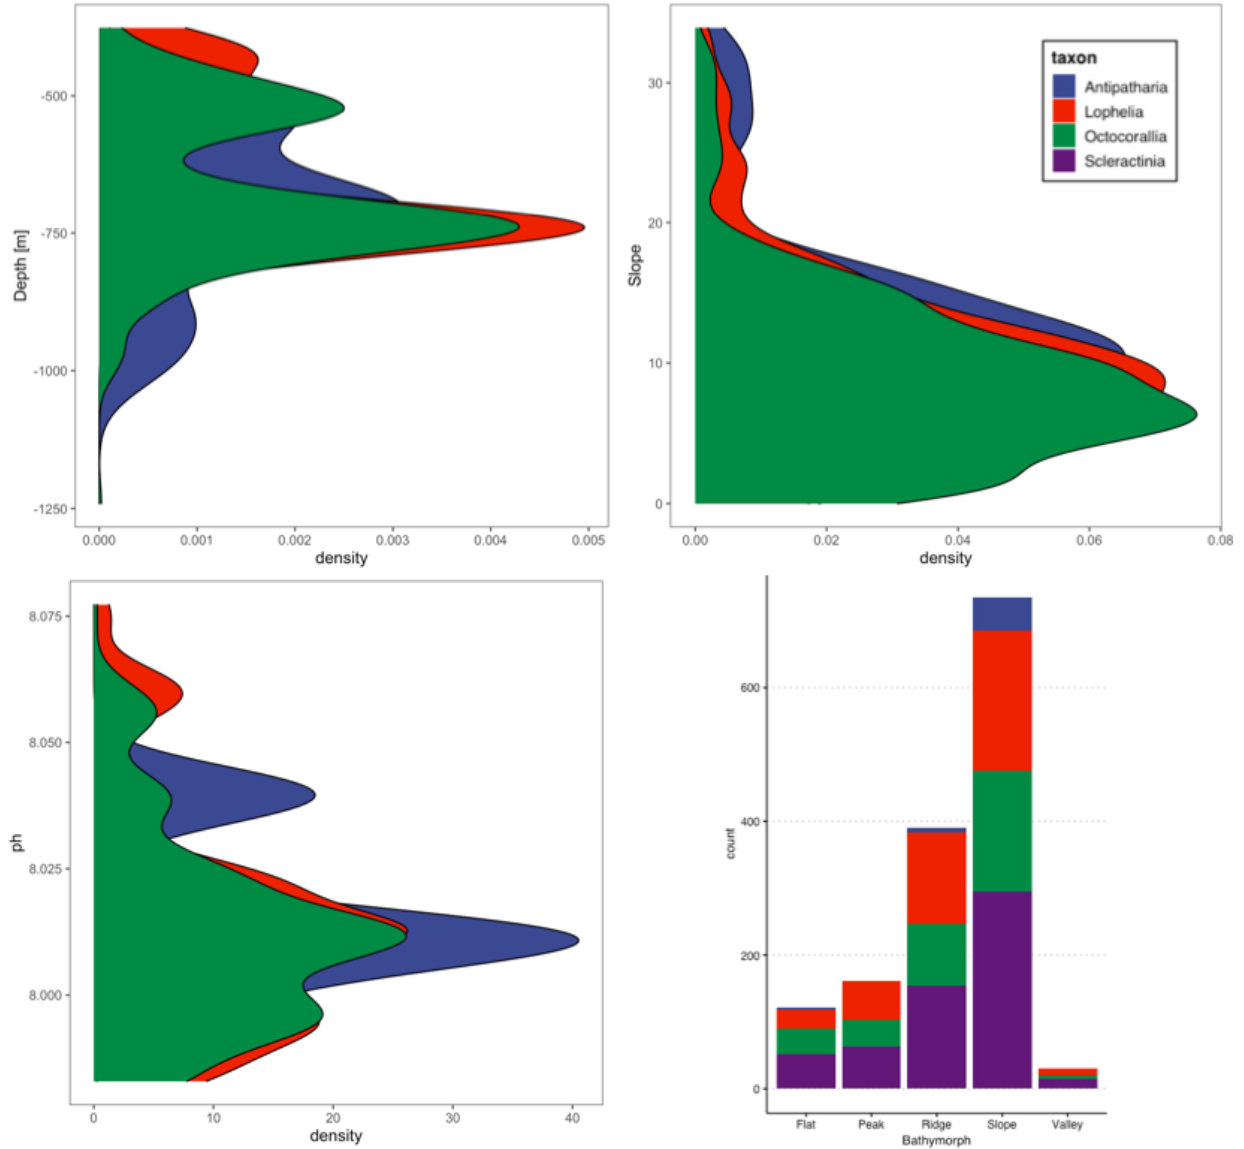 -500
-750
-1000
-1250
Depth [m]
0.000 0.001 0.002 0.003 0.004 0.005
density
30
20
10
0
Slope
0.00 0.02 0.04 0.06 0.08
density
taxon
Antipatharia
Lophelia
Octocorallia
Scleractinia
8.075
8.050
8.025
8.000
ph
0 10 20 30 40
density
600
400
200
0
count
Flat Peak Ridge Slope Valley
Bathymorph